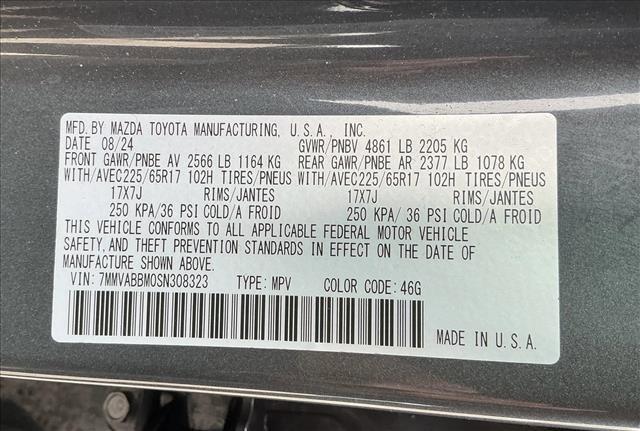 MFD. BY MAZDA TOYOTA MANUFACTURING, U.S.A., INC.
DATE 08/24 GVWR/PNBV 4861 LB 2205 KG
FRONT GAWR/PNBE AV 2566 LB 1164 KG REAR GAWR/PNBE AR 2377 LB 1078 KG
WITH/AVEC225/65R17 102H TIRES/PNEUS WITH/AVEC225/65R17 102H TIRES/PNEUS
17X7J RIMS/JANTES 17X7J RIMS/JANTES
250 KPA/36 PSI COLD/A FROID 250 KPA/ 36 PSI COLD/A FROID
THIS VEHICLE CONFORMS TO ALL APPLICABLE FEDERAL MOTOR VEHICLE
SAFETY, AND THEFT PREVENTION STANDARDS IN EFFECT ON THE DATE OF
MANUFACTURE SHOWN ABOVE.
VIN: 7MMVABBM0SN308323 TYPE: MPV COLOR CODE: 46G
MADE IN U.S.A.